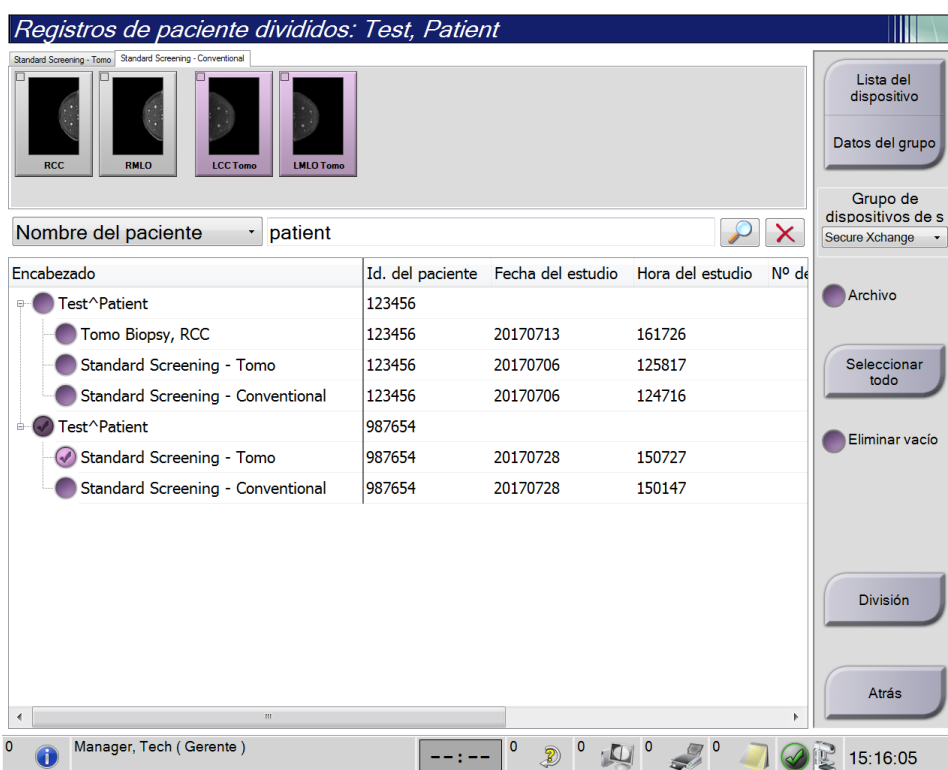 Registros de paciente divididos: Test, Patient
Standard Screening - Tomo
Standard Screening - Conventional
RCC
RMLO
LCC Tomo
LMLO Tomo
Nombre del paciente
patient
Encabezado Id. del paciente Fecha del estudio Hora del estudio Nº de
Test^Patient 123456
Tomo Biopsy, RCC 123456 20170713 161726
Standard Screening - Tomo 123456 20170706 125817
Standard Screening - Conventional 123456 20170706 124716
Test^Patient 987654
Standard Screening - Tomo 987654 20170728 150727
Standard Screening - Conventional 987654 20170728 150147
Lista del
dispositivo
Datos del grupo
Grupo de
dispositivos de s
Secure Xchange
Archivo
Seleccionar
todo
Eliminar vacío
División
Atrás
0 Manager, Tech ( Gerente ) --:-- 0 0 0 0 15:16:05